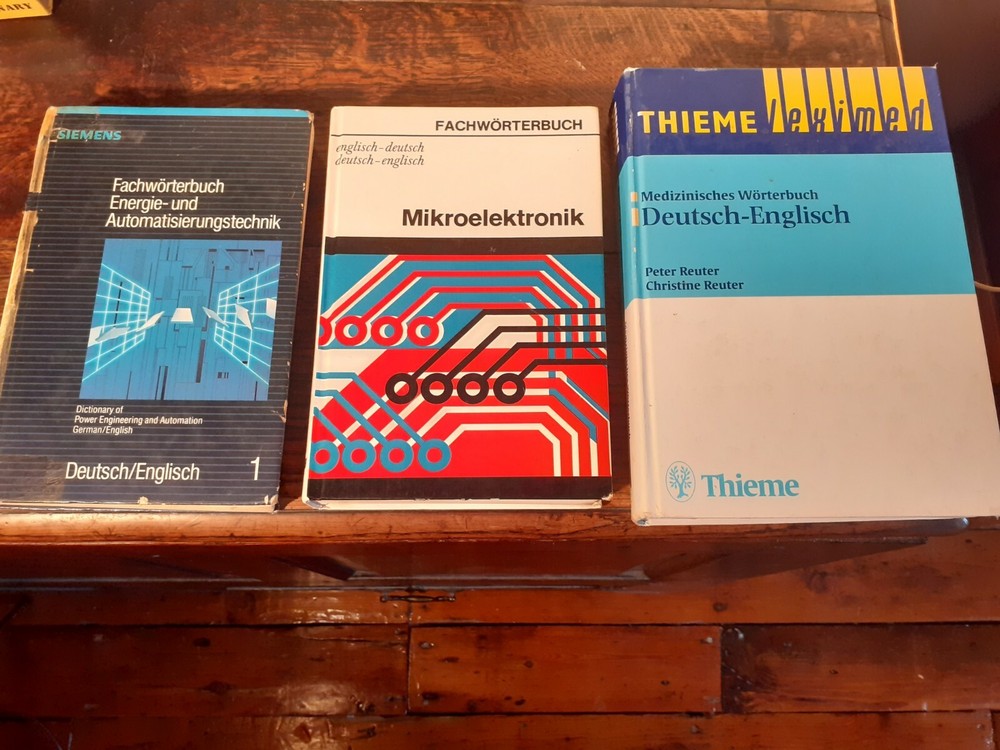 NARY
SIEMENS
Fachwörterbuch
Energie- und
Automatisierungstechnik
Dictionary of
Power Engineering and Automation
German/English
Deutsch/Englisch 1
FACHWÖRTERBUCH
englisch-deutsch
deutsch-englisch
Mikroelektronik
THIEME leximed
Medizinisches Wörterbuch
Deutsch-Englisch
Peter Reuter
Christine Reuter
Thieme